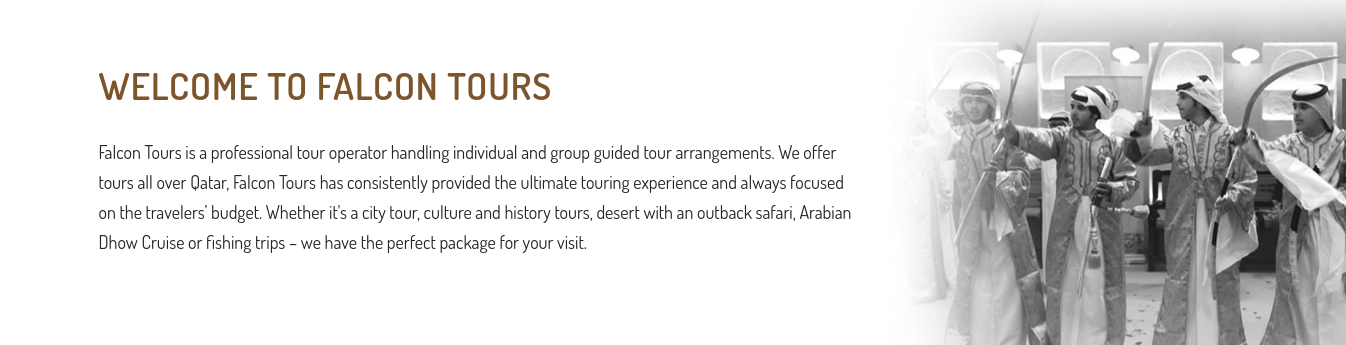 WELCOME TO FALCON TOURS
Falcon Tours is a professional tour operator handling individual and group guided tour arrangements. We offer
tours all over Qatar, Falcon Tours has consistently provided the ultimate touring experience and always focused
on the travelers’ budget. Whether it's a city tour, culture and history tours, desert with an outback safari, Arabian
Dhow Cruise or fishing trips – we have the perfect package for your visit.